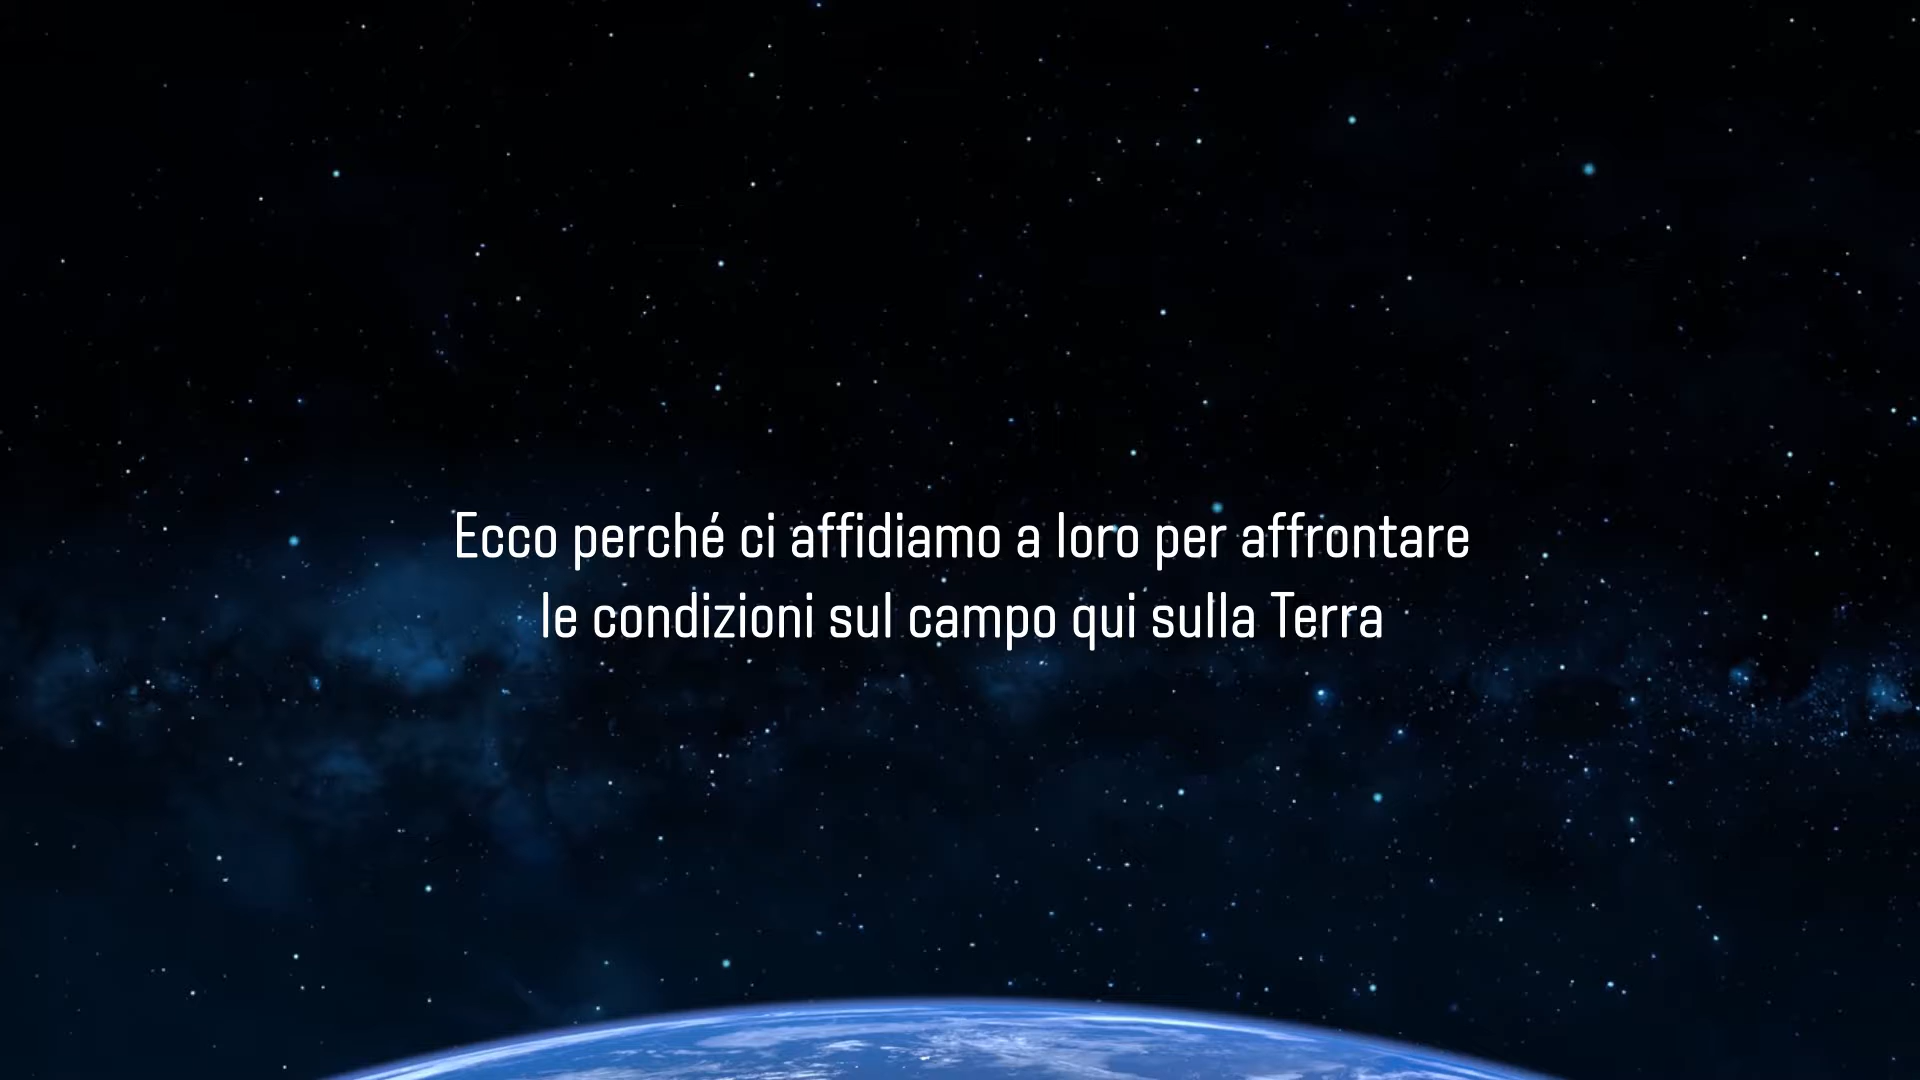 Ecco perché ci affidiamo a loro per affrontare
le condizioni sul campo qui sulla Terra